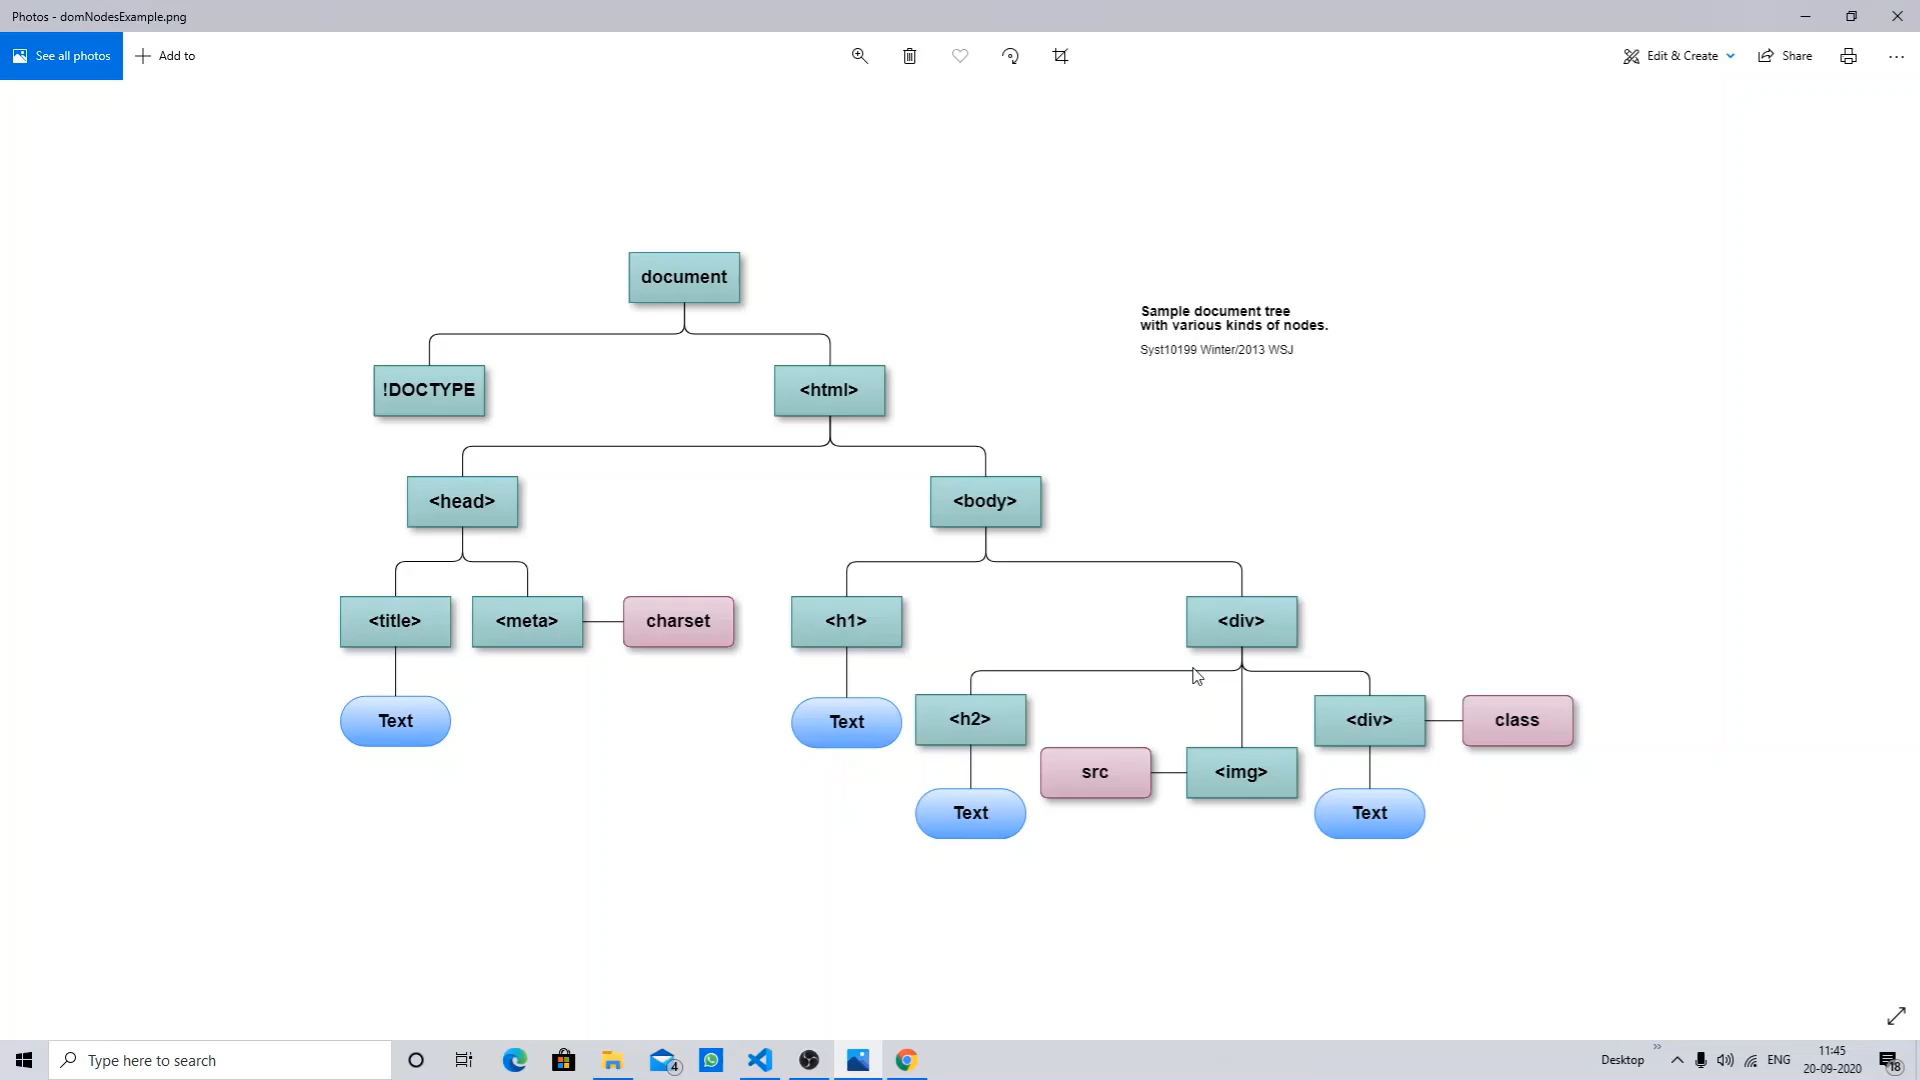 Photos - domNodesExample.png
See all photos
Add to
Edit & Create
Share
document
Sample document tree
with various kinds of nodes.
Syst10199 Winter/2013 WSJ
!DOCTYPE
<html>
<head>
<body>
<title>
<meta>
charset
<h1>
<div>
Text
Text
<h2>
<div>
class
src
<img>
Text
Text
Type here to search
4
Desktop
ENG
11:45
20-09-2020
18